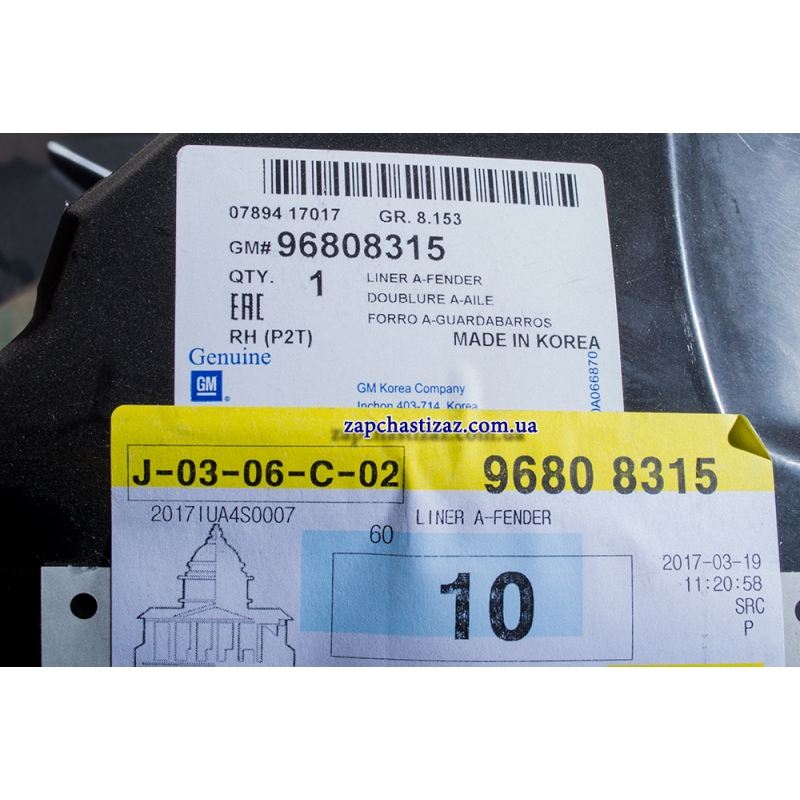 07894 17017 GR. 8.153
GM# 96808315
QTY. 1 LINER A-FENDER
DOUBLURE A-AILE
EAC
FORRO A-GUARDABARROS
RH (P2T) MADE IN KOREA
Genuine
GM
GM Korea Company
Inchon 403-714, Korea
0A066870
zapchastizaz.com.ua
J-03-06-C-02 9680 8315
2017IUA4S0007 LINER A-FENDER
60
10
2017-03-19
11:20:58
SRC
P